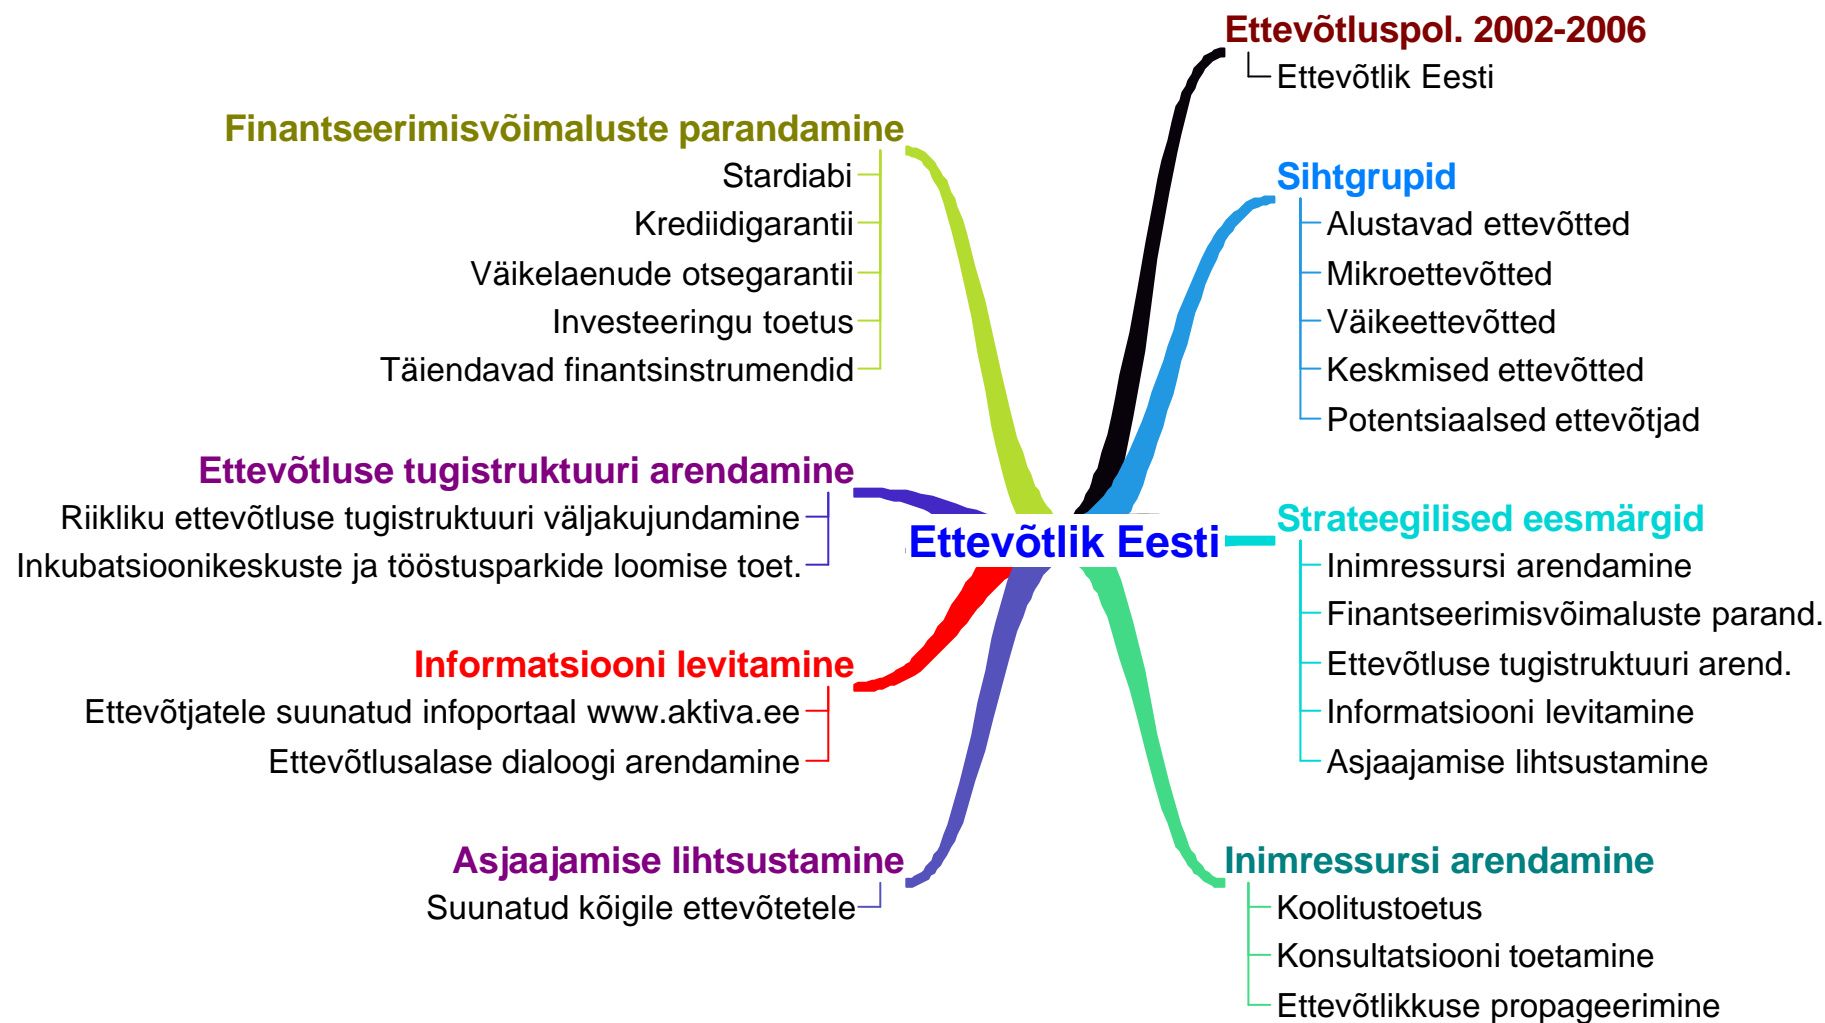 Ettevõtluspol. 2002-2006
Ettevõtlik Eesti
Finantseerimisvõimaluste parandamine
Stardiabi
Krediidigarantii
Väikelaenude otsegarantii
Investeeringu toetus
Täiendavad finantsinstrumendid
Sihtgrupid
Alustavad ettevõtted
Mikroettevõtted
Väikeettevõtted
Keskmised ettevõtted
Potentsiaalsed ettevõtjad
Ettevõtluse tugistruktuuri arendamine
Riikliku ettevõtluse tugistruktuuri väljakujundamine
Inkubatsioonikeskuste ja tööstusparkide loomise toet.
Ettevõtlik Eesti
Strateegilised eesmärgid
Inimressursi arendamine
Finantseerimisvõimaluste parand.
Ettevõtluse tugistruktuuri arend.
Informatsiooni levitamine
Asjaajamise lihtsustamine
Informatsiooni levitamine
Ettevõtjatele suunatud infoportaal www.aktiva.ee
Ettevõtlusalase dialoogi arendamine
Asjaajamise lihtsustamine
Suunatud kõigile ettevõtetele
Inimressursi arendamine
Koolitustoetus
Konsultatsiooni toetamine
Ettevõtlikkuse propageerimine